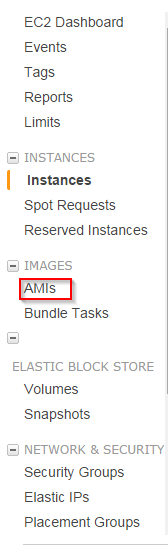 EC2 Dashboard
Events
Tags
Reports
Limits
INSTANCES
Instances
Spot Requests
Reserved Instances
IMAGES
AMIs
Bundle Tasks
ELASTIC BLOCK STORE
Volumes
Snapshots
NETWORK & SECURITY
Security Groups
Elastic IPs
Placement Groups